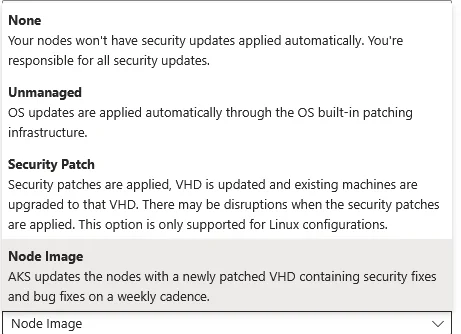 None
Your nodes won't have security updates applied automatically. You're
responsible for all security updates.
Unmanaged
OS updates are applied automatically through the OS built-in patching
infrastructure.
Security Patch
Security patches are applied, VHD is updated and existing machines are
upgraded to that VHD. There may be disruptions when the security patches
are applied. This option is only supported for Linux configurations.
Node Image
AKS updates the nodes with a newly patched VHD containing security fixes
and bug fixes on a weekly cadence.
Node Image